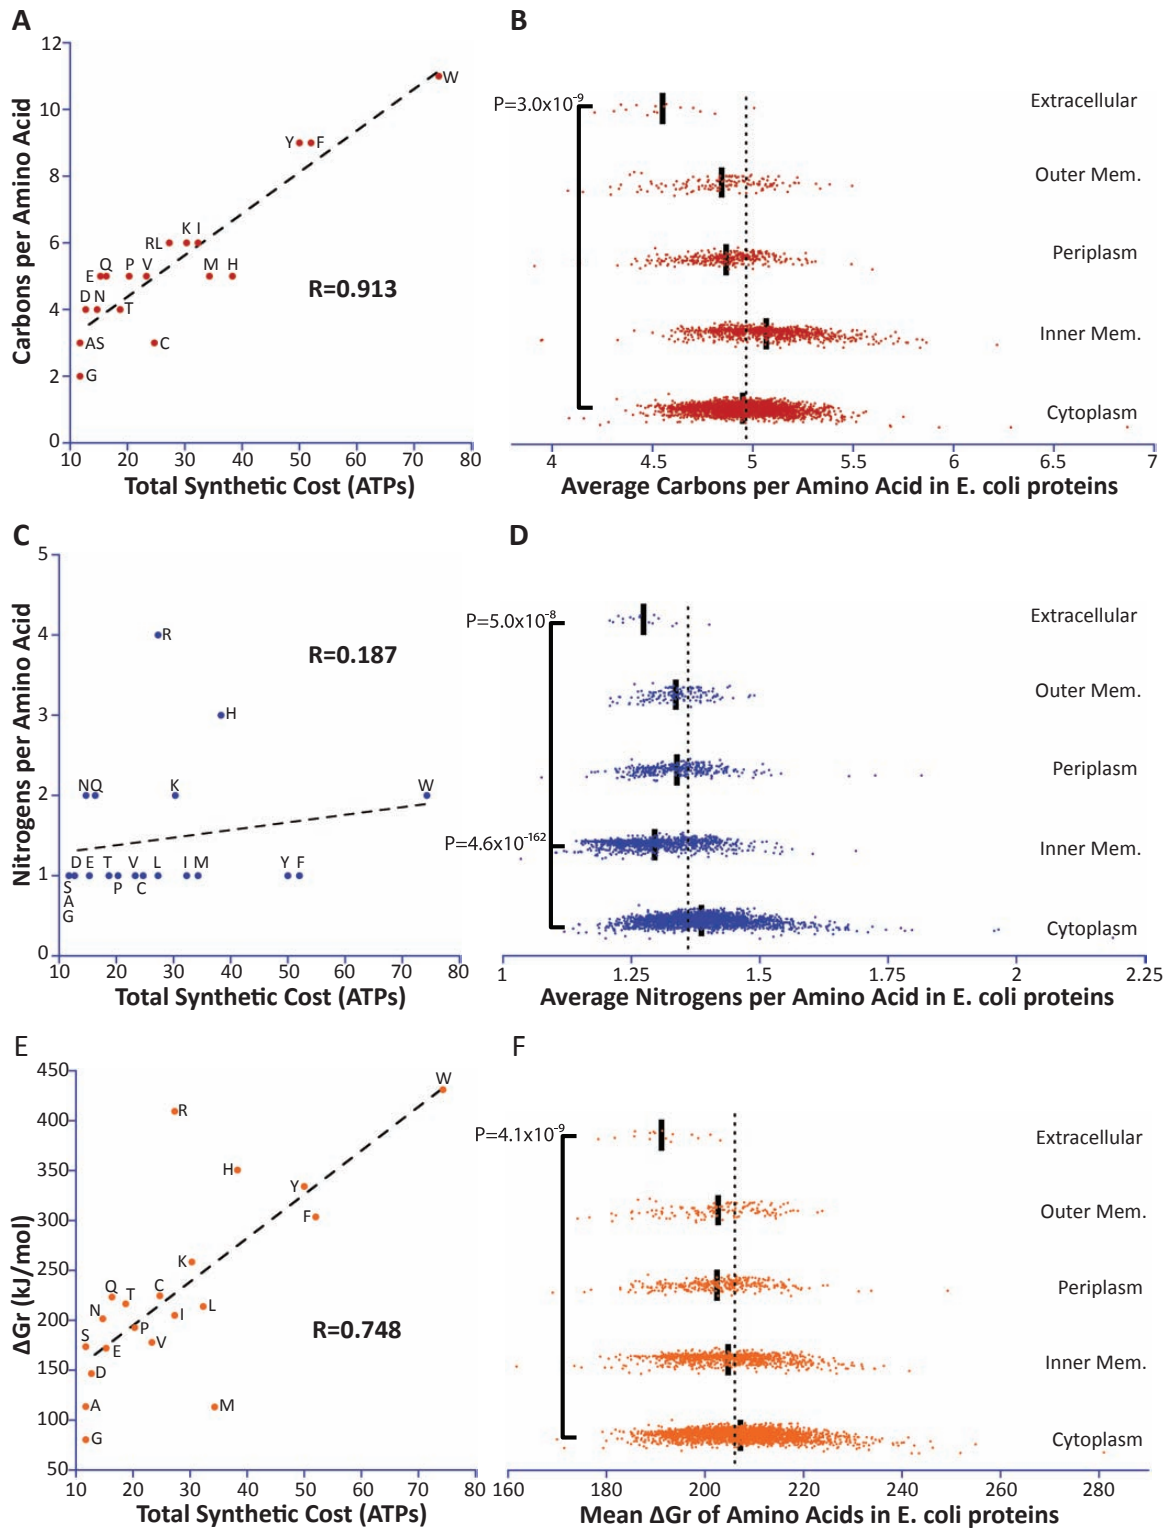 A
12
10
8
6
4
2
0
Carbons per Amino Acid
W
Y F
K I
RL
E Q P V M H
D N T
AS C
G
R=0.913
10 20 30 40 50 60 70 80
Total Synthetic Cost (ATPs)
B
P=3.0x10-9
Extracellular
Outer Mem.
Periplasm
Inner Mem.
Cytoplasm
4 4.5 5 5.5 6 6.5 7
Average Carbons per Amino Acid in E. coli proteins
C
5
4
3
2
1
0
Nitrogens per Amino Acid
R
R=0.187
H
NQ K W
D E T V L I M Y F
S P C
A
G
10 20 30 40 50 60 70 80
Total Synthetic Cost (ATPs)
D
P=5.0x10-8
P=4.6x10-162
Extracellular
Outer Mem.
Periplasm
Inner Mem.
Cytoplasm
1 1.25 1.5 1.75 2 2.25
Average Nitrogens per Amino Acid in E. coli proteins
E
450
400
350
300
250
200
150
100
50
ΔGr (kJ/mol)
W
R
H
Y
F
K
Q T C
N I L
S P V
E
D
A M
G
R=0.748
10 20 30 40 50 60 70 80
Total Synthetic Cost (ATPs)
F
P=4.1x10-9
Extracellular
Outer Mem.
Periplasm
Inner Mem.
Cytoplasm
160 180 200 220 240 260 280
Mean ΔGr of Amino Acids in E. coli proteins